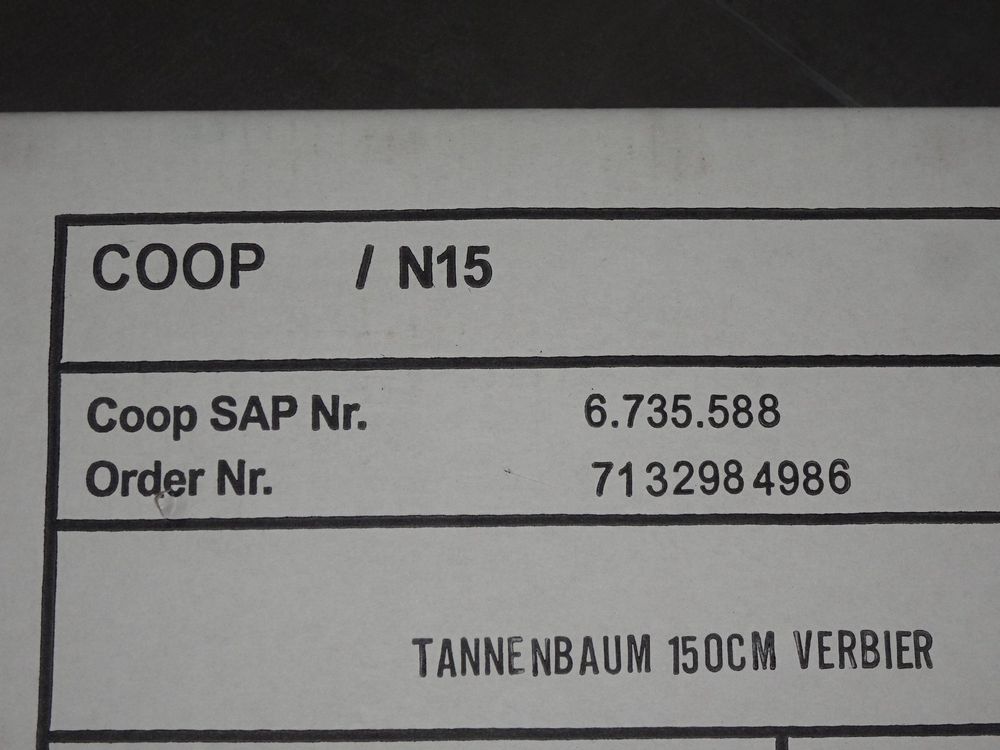 COOP / N15
Coop SAP Nr. 6.735.588
Order Nr. 7132984986
TANNENBAUM 150CM VERBIER